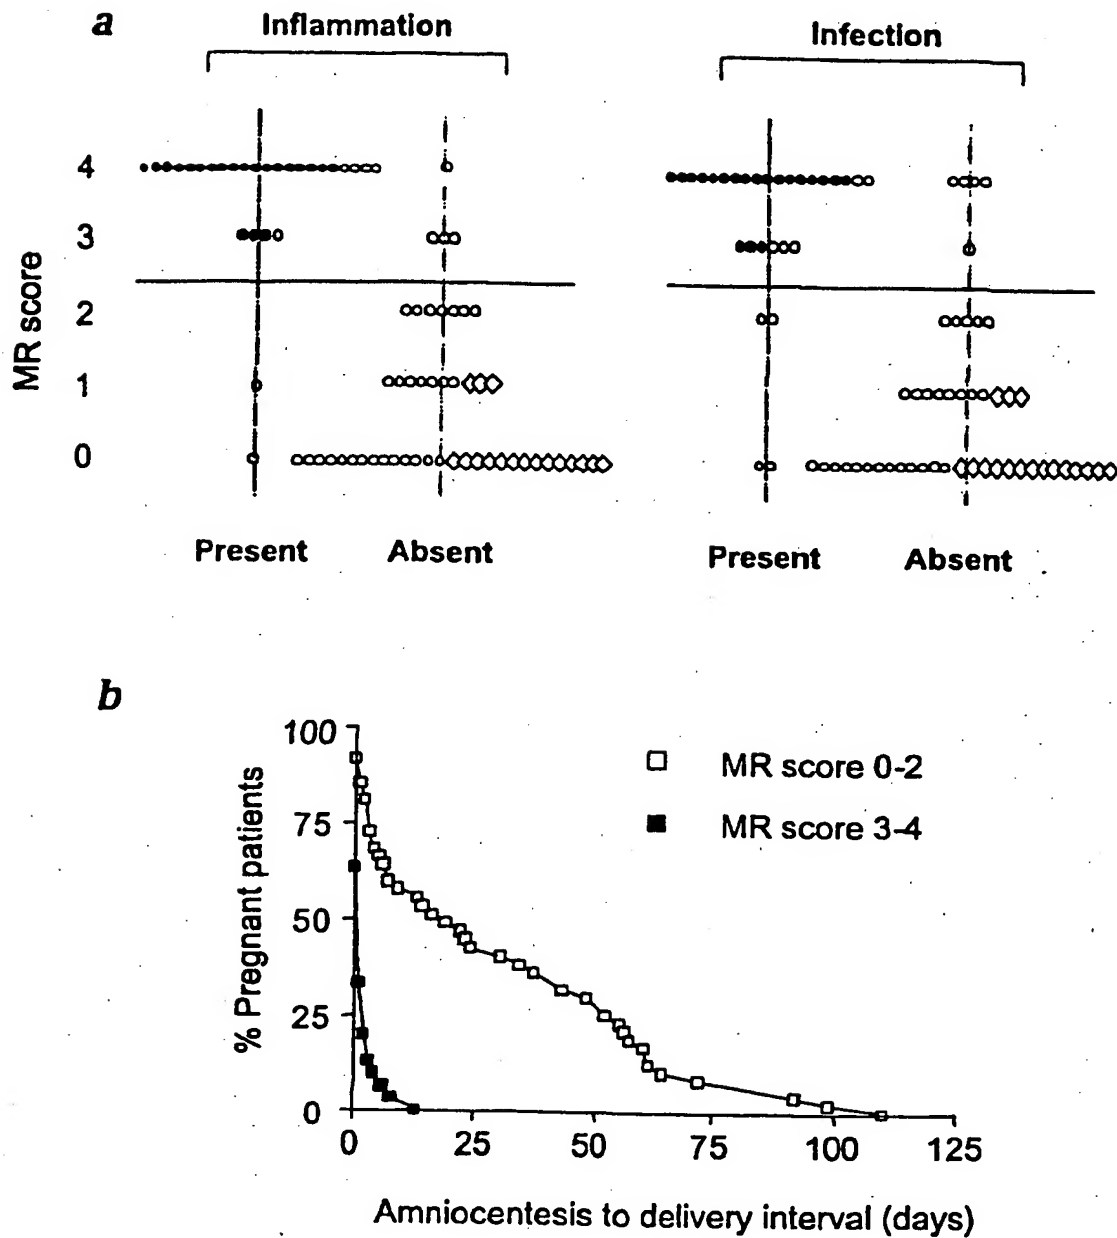 a
Inflammation
Infection
MR score
4
3
2
1
0
Present
Absent
Present
Absent
b
% Pregnant patients
100
75
50
25
0
MR score 0-2
MR score 3-4
0
25
50
75
100
125
Amniocentesis to delivery interval (days)